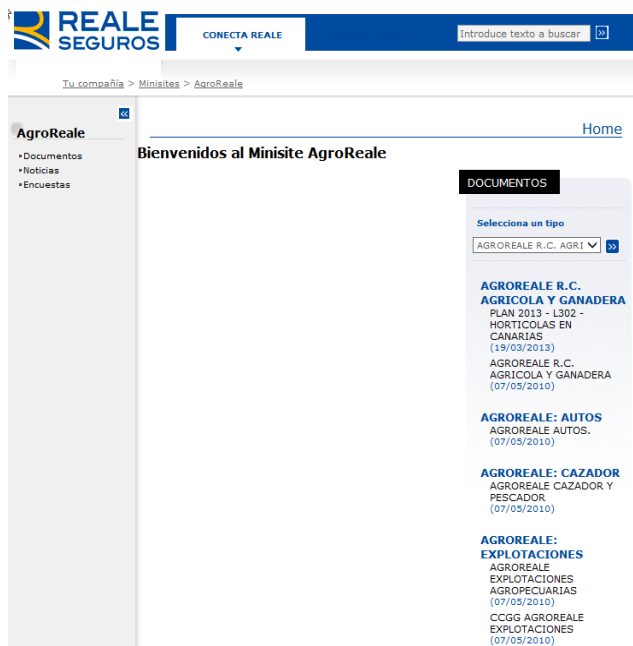 REALE
SEGUROS
CONECTA REALE
Introduce texto a buscar
Tu compañía > Minisites > AgroReale
AgroReale
Documentos
Noticias
Encuestas
Home
Bienvenidos al Minisite AgroReale
DOCUMENTOS
Selecciona un tipo
AGROREALE R.C. AGRI
AGROREALE R.C.
AGRICOLA Y GANADERA
PLAN 2013 - L302 -
HORTICOLAS EN
CANARIAS
(19/03/2013)
AGROREALE R.C.
AGRICOLA Y GANADERA
(07/05/2010)
AGROREALE: AUTOS
AGROREALE AUTOS.
(07/05/2010)
AGROREALE: CAZADOR
AGROREALE CAZADOR Y
PESCADOR
(07/05/2010)
AGROREALE:
EXPLOTACIONES
AGROREALE
EXPLOTACIONES
AGROPECUARIAS
(07/05/2010)
CCGG AGROREALE
EXPLOTACIONES
(07/05/2010)